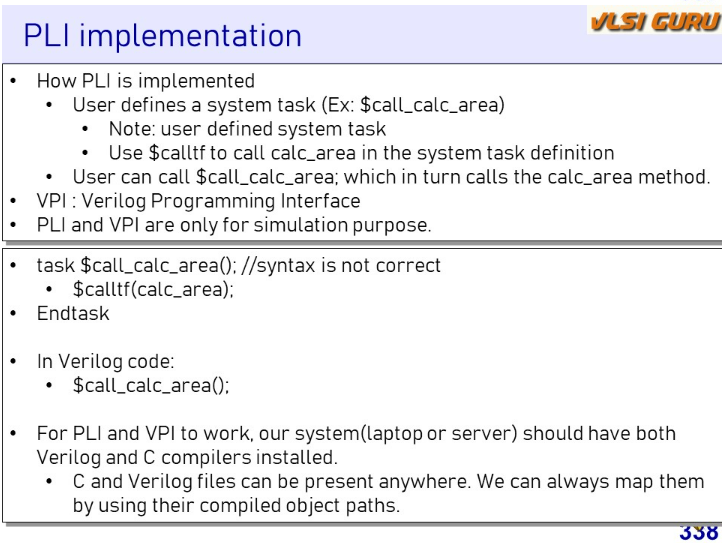 PLI implementation
VLSI GURU
• How PLI is implemented
• User defines a system task (Ex: $call_calc_area)
• Note: user defined system task
• Use $calltf to call calc_area in the system task definition
• User can call $call_calc_area; which in turn calls the calc_area method.
• VPI : Verilog Programming Interface
• PLI and VPI are only for simulation purpose.
• task $call_calc_area(); //syntax is not correct
• $calltf(calc_area);
• Endtask
• In Verilog code:
• $call_calc_area();
• For PLI and VPI to work, our system(laptop or server) should have both
Verilog and C compilers installed.
• C and Verilog files can be present anywhere. We can always map them
by using their compiled object paths.
338